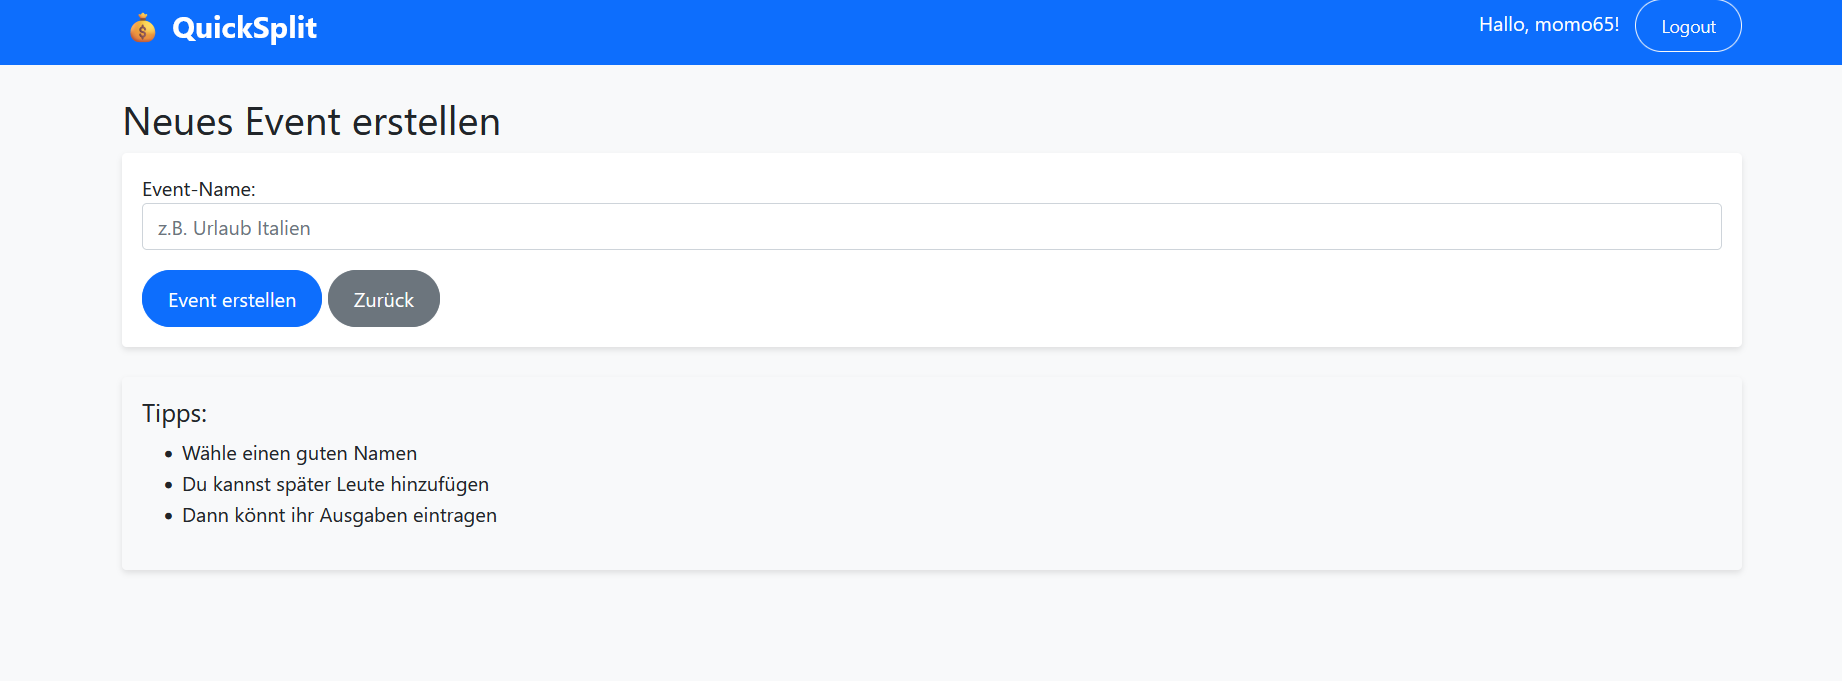 QuickSplit
Hallo, momo65! Logout
Neues Event erstellen
Event-Name:
z.B. Urlaub Italien
Event erstellen Zurück
Tipps:
• Wähle einen guten Namen
• Du kannst später Leute hinzufügen
• Dann könnt ihr Ausgaben eintragen